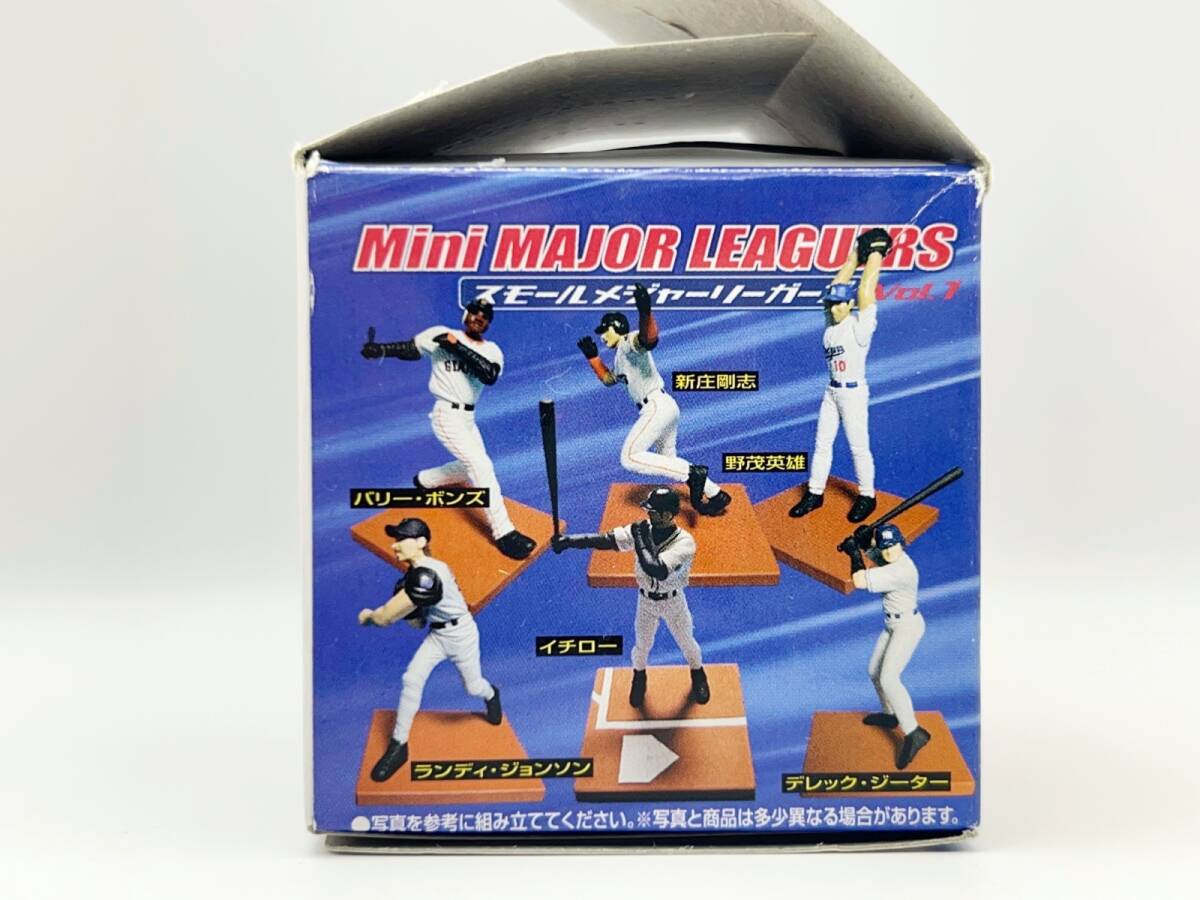 Mini MAJOR LEAGUERS
スモールメジャーリーガーズ Vol.1
新庄剛志
野茂英雄
バリー・ボンズ
10
イチロー
ランディ・ジョンソン
デレック・ジーター
●写真を参考に組み立ててください。※写真と商品は多少異なる場合があります。